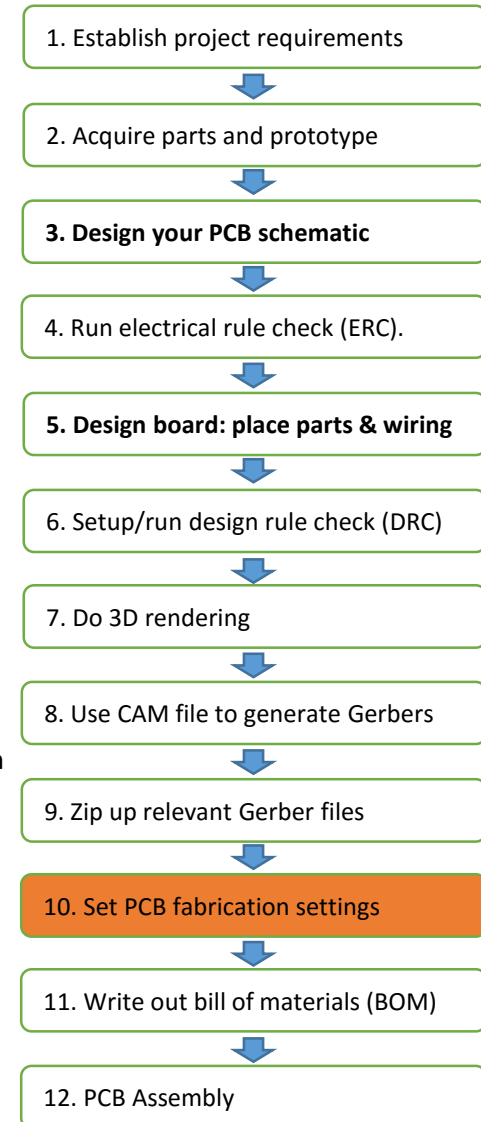 1. Establish project requirements
2. Acquire parts and prototype
3. Design your PCB schematic
4. Run electrical rule check (ERC).
5. Design board: place parts & wiring
6. Setup/run design rule check (DRC)
7. Do 3D rendering
8. Use CAM file to generate Gerbers
9. Zip up relevant Gerber files
10. Set PCB fabrication settings
11. Write out bill of materials (BOM)
12. PCB Assembly